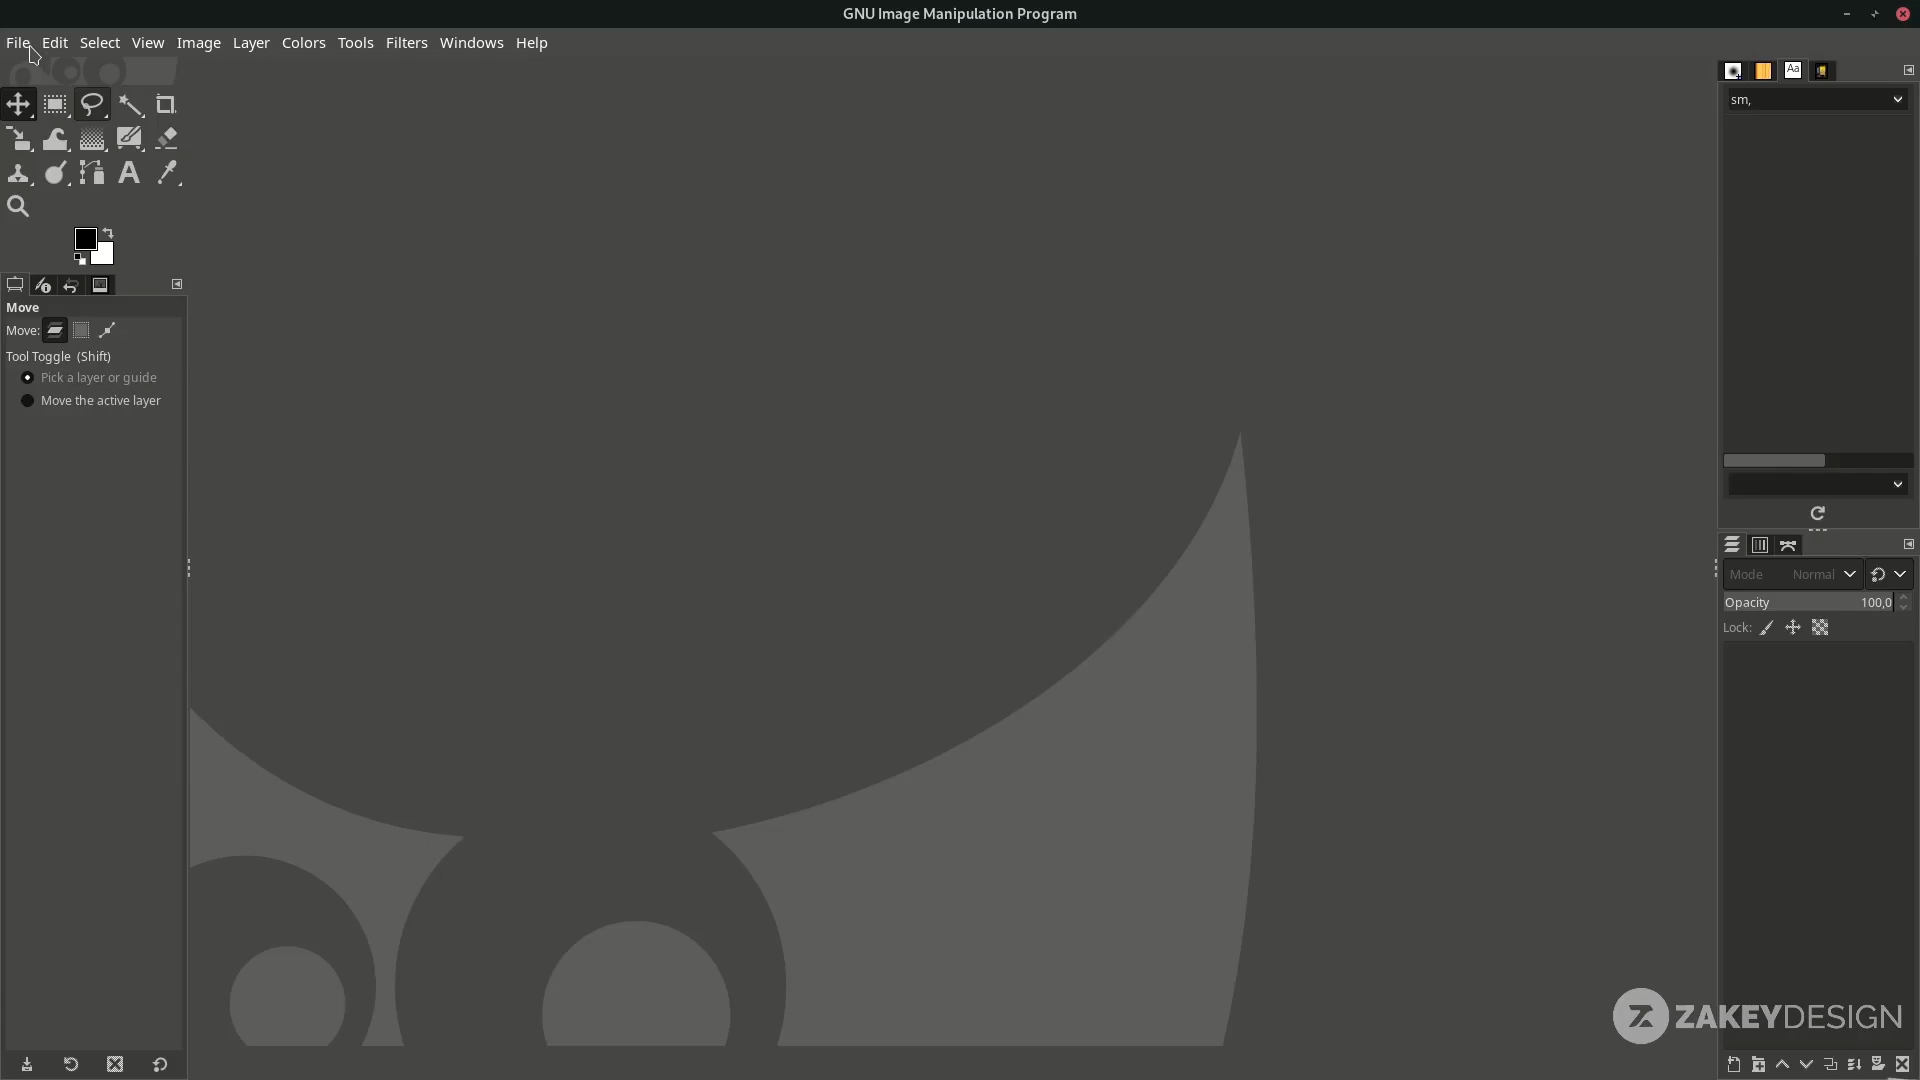 GNU Image Manipulation Program
File Edit Select View Image Layer Colors Tools Filters Windows Help
Aa
sm,
Move
Move:
Tool Toggle (Shift)
Pick a layer or guide
Move the active layer
Mode Normal
Opacity 100,0
Lock:
ZAKEYDESIGN